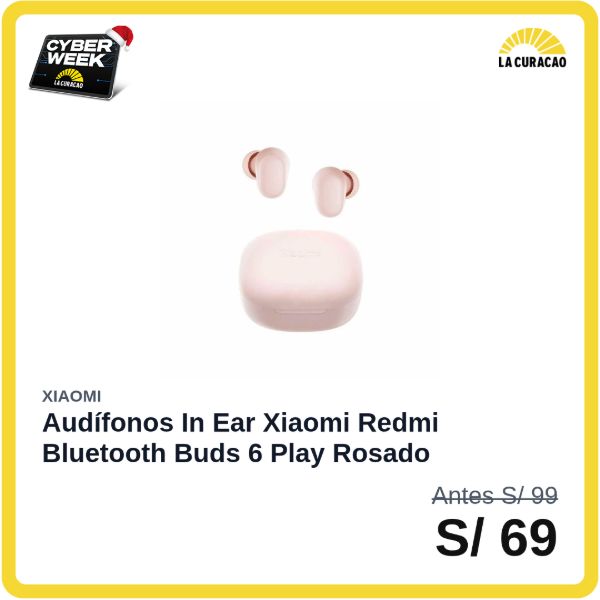 CYBER
WEEK
LA CURACAO
LA CURACAO
XIAOMI
Audífonos In Ear Xiaomi Redmi
Bluetooth Buds 6 Play Rosado
Antes S/ 99
S/ 69